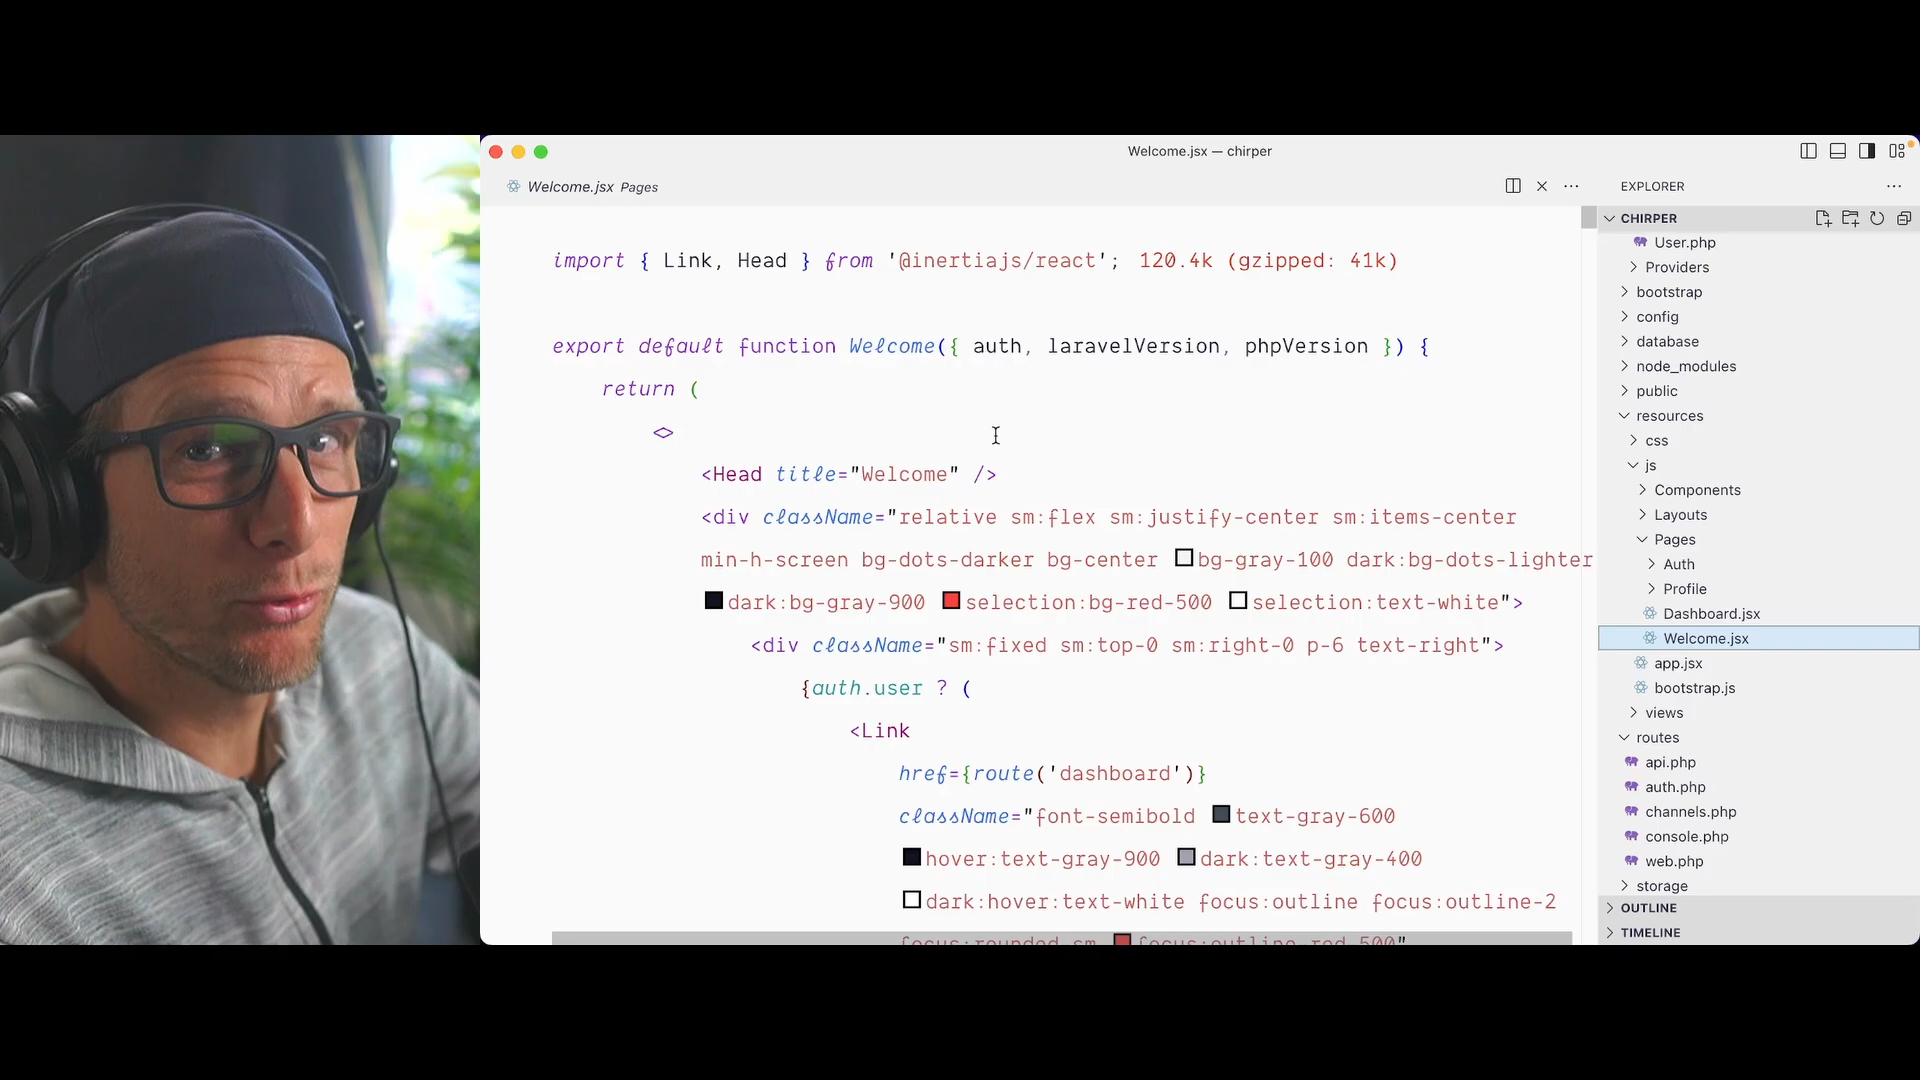 Welcome.jsx — chirper
Welcome.jsx Pages
import { Link, Head } from '@inertiajs/react'; 120.4k (gzipped: 41k)
export default function Welcome({ auth, laravelVersion, phpVersion }) {
return (
<>
<Head title="Welcome" />
<div className="relative sm:flex sm:justify-center sm:items-center
min-h-screen bg-dots-darker bg-center bg-gray-100 dark:bg-dots-lighter
dark:bg-gray-900 selection:bg-red-500 selection:text-white">
<div className="sm:fixed sm:top-0 sm:right-0 p-6 text-right">
{auth.user ? (
<Link
href={route('dashboard')}
className="font-semibold text-gray-600
hover:text-gray-900 dark:text-gray-400
dark:hover:text-white focus:outline focus:outline-2
focus:rounded-sm focus:outline-red-500"
EXPLORER
CHIRPER
User.php
Providers
bootstrap
config
database
node_modules
public
resources
css
js
Components
Layouts
Pages
Auth
Profile
Dashboard.jsx
Welcome.jsx
app.jsx
bootstrap.js
views
routes
api.php
auth.php
channels.php
console.php
web.php
storage
OUTLINE
TIMELINE